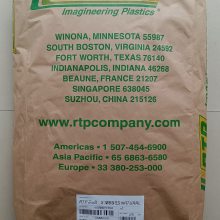 Imagineering Plastics®
WINONA, MINNESOTA 55987
SOUTH BOSTON, VIRGINIA 24592
FORT WORTH, TEXAS 76140
INDIANAPOLIS, INDIANA 46268
BEAUNE, FRANCE 21207
SINGAPORE 638045
SUZHOU, CHINA 215126
www.rtpcompany.com
Americas • 1 507-454-6900
Asia Pacific • 65 6863-6580
Europe • 33 380-253-000